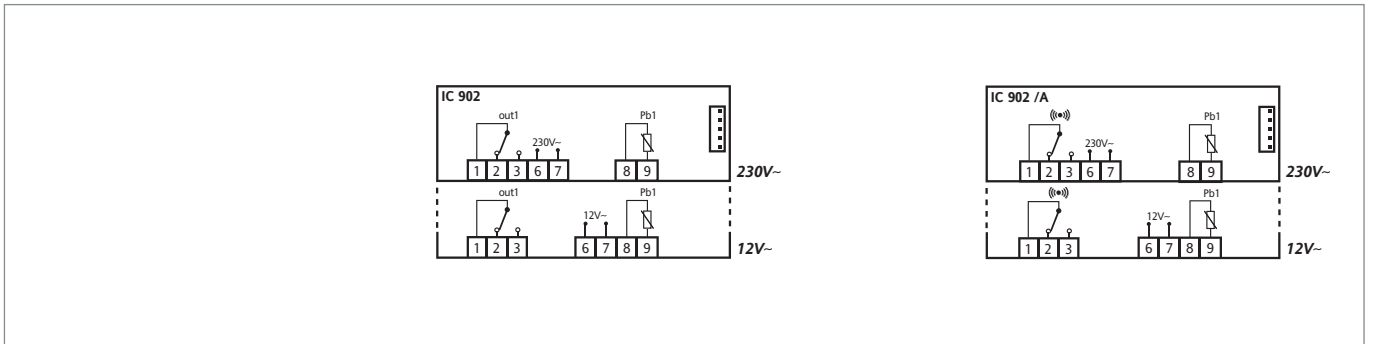 IC 902
out1
Pb1
230V~
1 2 3 6 7
8 9
230V~
out1
Pb1
12V~
1 2 3
6 7 8 9
12V~
IC 902 /A
Pb1
230V~
1 2 3 6 7
8 9
230V~
Pb1
12V~
1 2 3
6 7 8 9
12V~